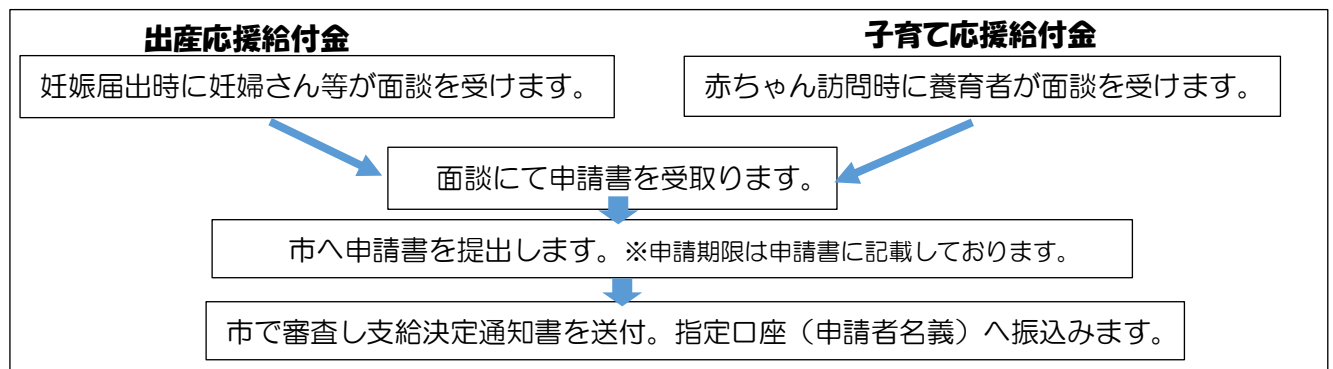 出産応援給付金
子育て応援給付金
妊娠届出時に妊婦さん等が面談を受けます。
赤ちゃん訪問時に養育者が面談を受けます。
面談にて申請書を受取ります。
市へ申請書を提出します。※申請期限は申請書に記載しております。
市で審査し支給決定通知書を送付。指定口座（申請者名義）へ振込みます。